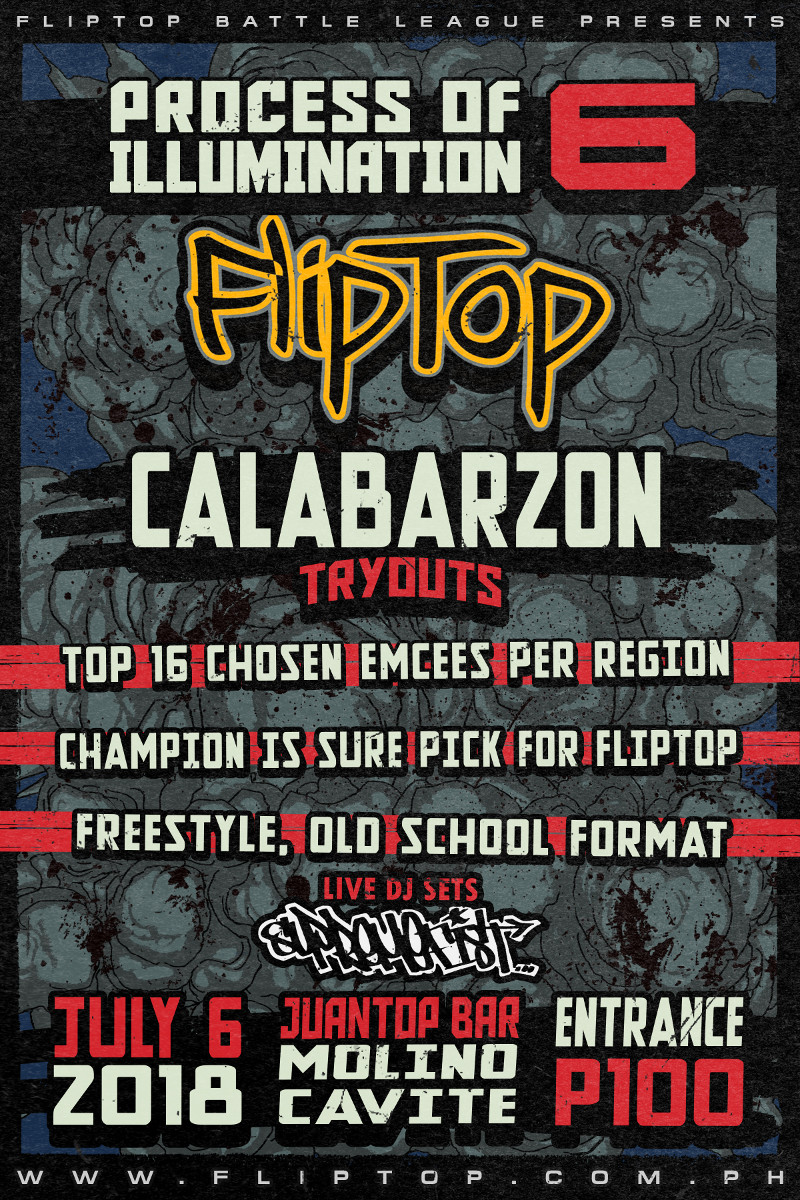 FLIPTOP BATTLE LEAGUE PRESENTS
PROCESS OF
ILLUMINATION 6
FlipTop
CALABARZON
TRYOUTS
TOP 16 CHOSEN EMCEES PER REGION
CHAMPION IS SURE PICK FOR FLIPTOP
FREESTYLE, OLD SCHOOL FORMAT
LIVE DJ SETS
SUPREMEFIST
JULY 6
2018
JUANTOP BAR
MOLINO
CAVITE
ENTRANCE
P100
WWW.FLIPTOP.COM.PH